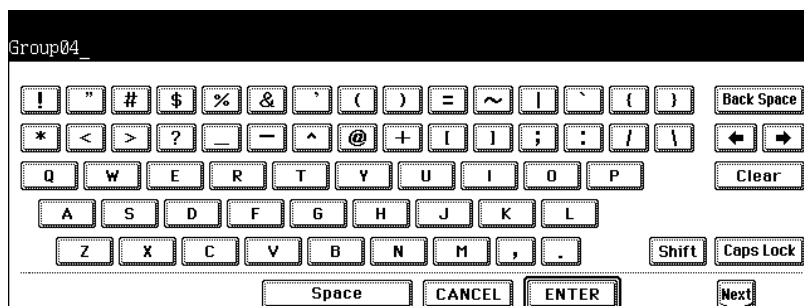 Group04_
! " # $ % & ' ( ) = ~ | ` { } Back Space
* < > ? _ - ^ @ + [ ] ; : / \ ← →
Q W E R T Y U I O P Clear
A S D F G H J K L
Z X C V B N M , . Shift Caps Lock
Space CANCEL ENTER Next